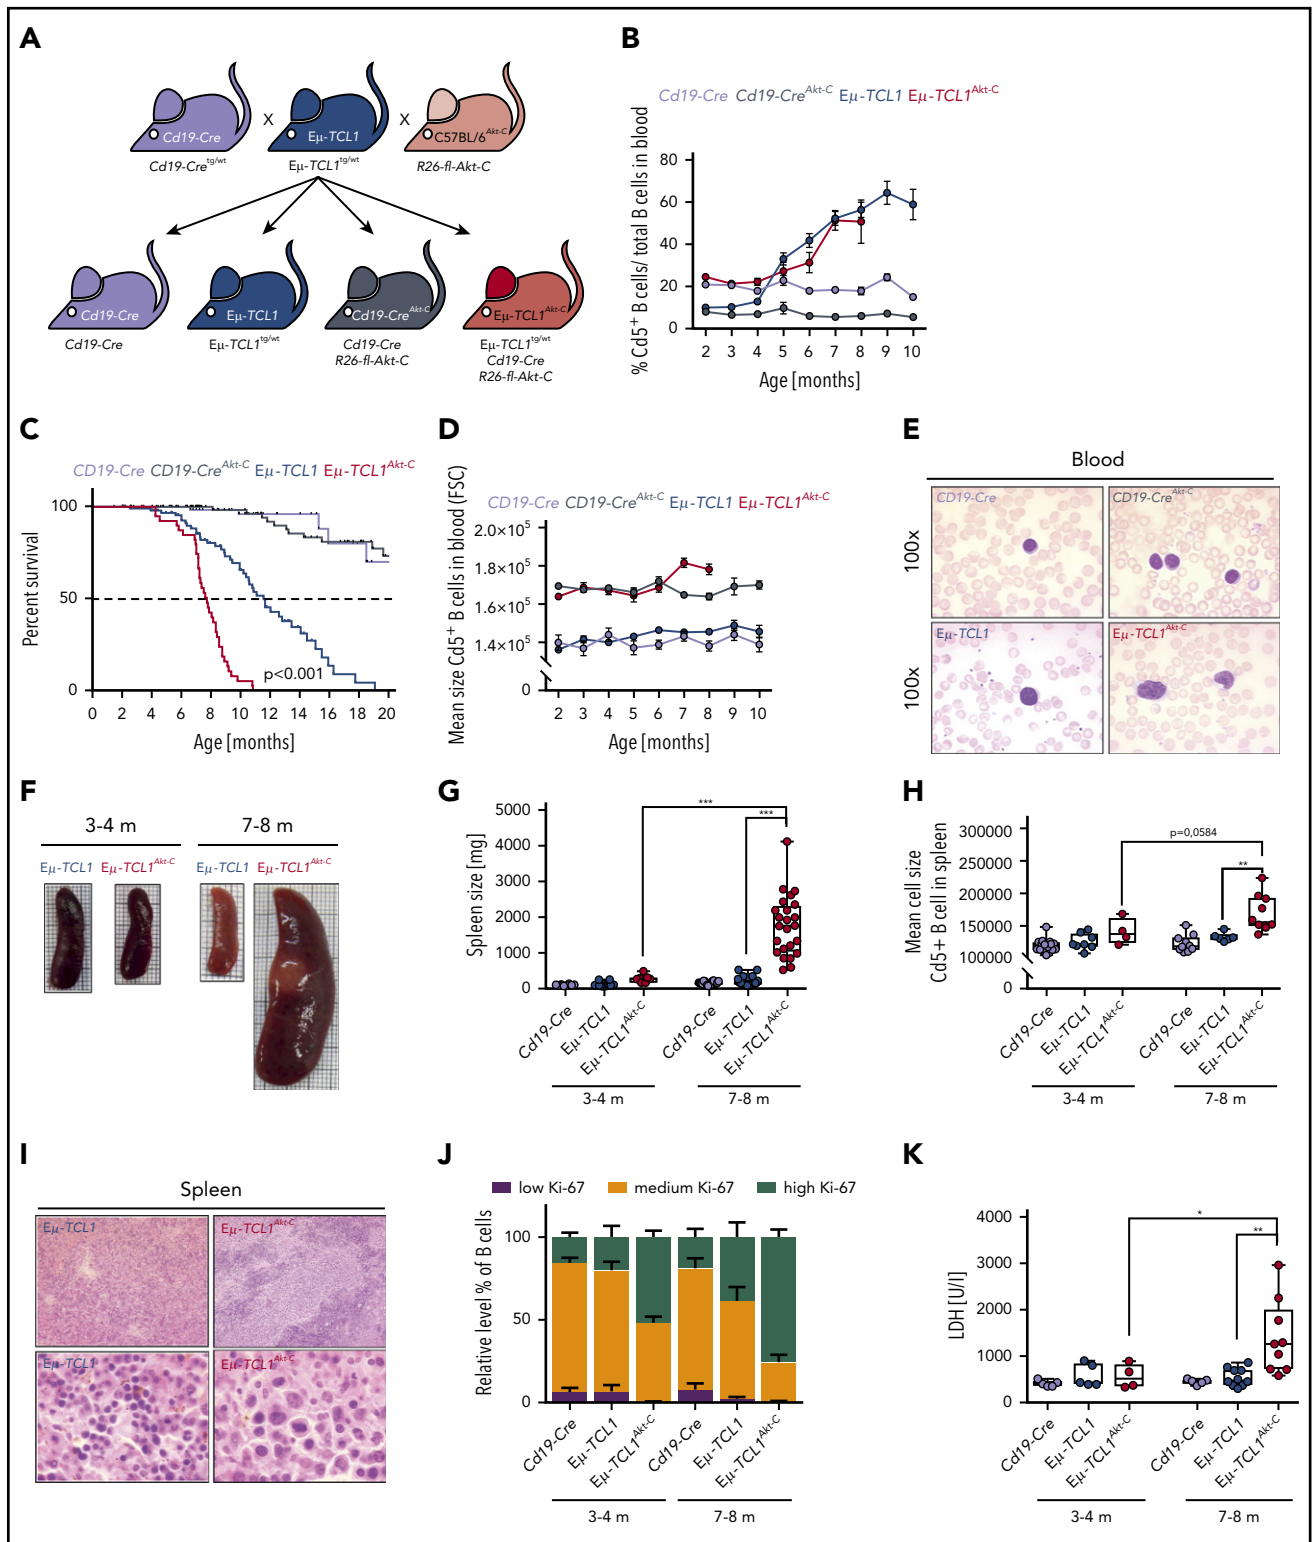 A
Cd19-Cre
X
Eμ-TCL1
X
C57BL/6Akt-C
Cd19-Cretg/wt
Eμ-TCL1tg/wt
R26-fl-Akt-C
Cd19-Cre
Eμ-TCL1
Cd19-CreAkt-C
Eμ-TCL1Akt-C
Cd19-Cre
Eμ-TCL1tg/wt
Cd19-Cre
R26-fl-Akt-C
Eμ-TCL1tg/wt
Cd19-Cre
R26-fl-Akt-C
B
Cd19-Cre Cd19-CreAkt-C Eμ-TCL1 Eμ-TCL1Akt-C
% Cd5+ B cells/ total B cells in blood
80
60
40
20
0
2 3 4 5 6 7 8 9 10
Age [months]
C
CD19-Cre CD19-CreAkt-C Eμ-TCL1 Eμ-TCL1Akt-C
Percent survival
100
50
0
p<0.001
0 2 4 6 8 10 12 14 16 18 20
Age [months]
D
CD19-Cre CD19-CreAkt-C Eμ-TCL1 Eμ-TCL1Akt-C
Mean size Cd5+ B cells in blood (FSC)
2.0×105
1.8×105
1.6×105
1.4×105
0
2 3 4 5 6 7 8 9 10
Age [months]
E
Blood
100x
CD19-Cre
CD19-CreAkt-C
100x
Eμ-TCL1
Eμ-TCL1Akt-C
F
3-4 m
7-8 m
Eμ-TCL1 Eμ-TCL1Akt-C
Eμ-TCL1 Eμ-TCL1Akt-C
G
Spleen size [mg]
5000
4000
3000
2000
1000
0
***
***
Cd19-Cre
Eμ-TCL1
Eμ-TCL1Akt-C
Cd19-Cre
Eμ-TCL1
Eμ-TCL1Akt-C
3-4 m
7-8 m
H
Mean cell size
Cd5+ B cell in spleen
300000
250000
200000
150000
100000
0
p=0,0584
**
Cd19-Cre
Eμ-TCL1
Eμ-TCL1Akt-C
Cd19-Cre
Eμ-TCL1
Eμ-TCL1Akt-C
3-4 m
7-8 m
I
Spleen
Eμ-TCL1
Eμ-TCL1Akt-C
Eμ-TCL1
Eμ-TCL1Akt-C
J
low Ki-67 medium Ki-67 high Ki-67
Relative level % of B cells
100
50
0
Cd19-Cre
Eμ-TCL1
Eμ-TCL1Akt-C
Cd19-Cre
Eμ-TCL1
Eμ-TCL1Akt-C
3-4 m
7-8 m
K
LDH [U/l]
4000
3000
2000
1000
0
*
**
Cd19-Cre
Eμ-TCL1
Eμ-TCL1Akt-C
Cd19-Cre
Eμ-TCL1
Eμ-TCL1Akt-C
3-4 m
7-8 m